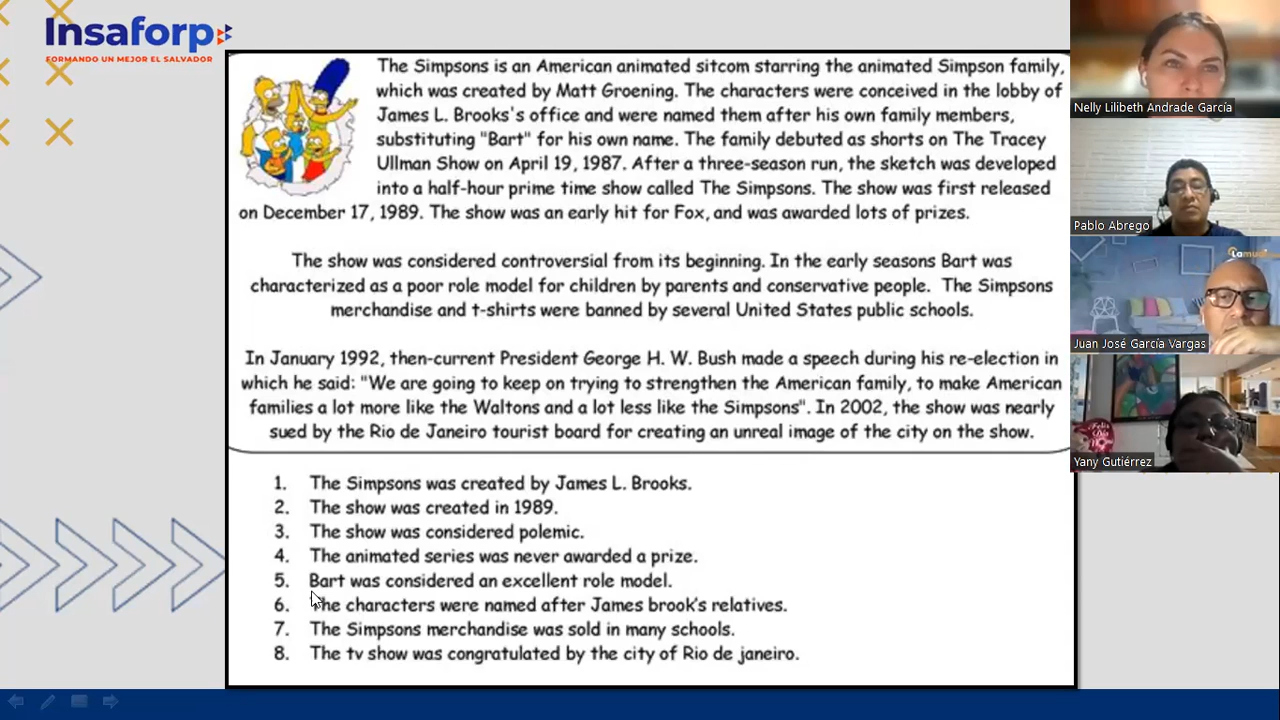 Insaforp
FORMANDO UN MEJOR EL SALVADOR
The Simpsons is an American animated sitcom starring the animated Simpson family,
which was created by Matt Groening. The characters were conceived in the lobby of
James L. Brooks's office and were named them after his own family members,
substituting "Bart" for his own name. The family debuted as shorts on The Tracey
Ullman Show on April 19, 1987. After a three-season run, the sketch was developed
into a half-hour prime time show called The Simpsons. The show was first released
on December 17, 1989. The show was an early hit for Fox, and was awarded lots of prizes.
The show was considered controversial from its beginning. In the early seasons Bart was
characterized as a poor role model for children by parents and conservative people. The Simpsons
merchandise and t-shirts were banned by several United States public schools.
In January 1992, then-current President George H. W. Bush made a speech during his re-election in
which he said: "We are going to keep on trying to strengthen the American family, to make American
families a lot more like the Waltons and a lot less like the Simpsons". In 2002, the show was nearly
sued by the Rio de Janeiro tourist board for creating an unreal image of the city on the show.
1. The Simpsons was created by James L. Brooks.
2. The show was created in 1989.
3. The show was considered polemic.
4. The animated series was never awarded a prize.
5. Bart was considered an excellent role model.
6. The characters were named after James brook's relatives.
7. The Simpsons merchandise was sold in many schools.
8. The tv show was congratulated by the city of Rio de janeiro.
Nelly Lilibeth Andrade García
Pablo Abrego
Juan José García Vargas
Yany Gutiérrez